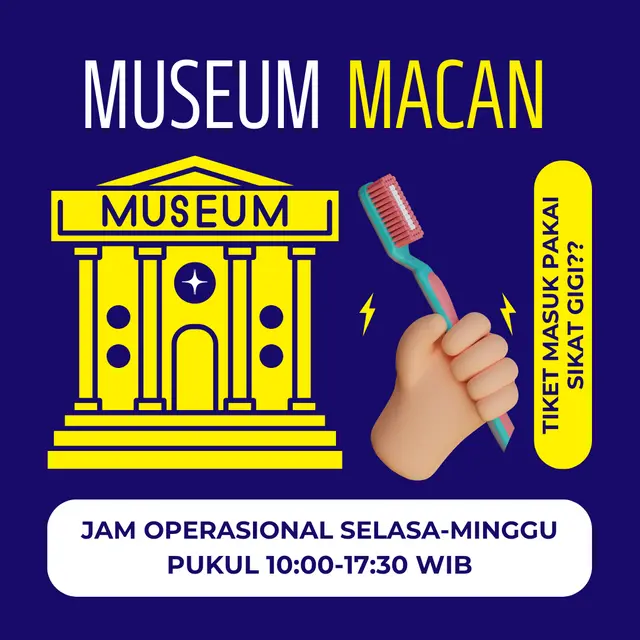 MUSEUM MACAN
MUSEUM
TIKET MASUK PAKAI
SIKAT GIGI??
JAM OPERASIONAL SELASA-MINGGU
PUKUL 10:00-17:30 WIB